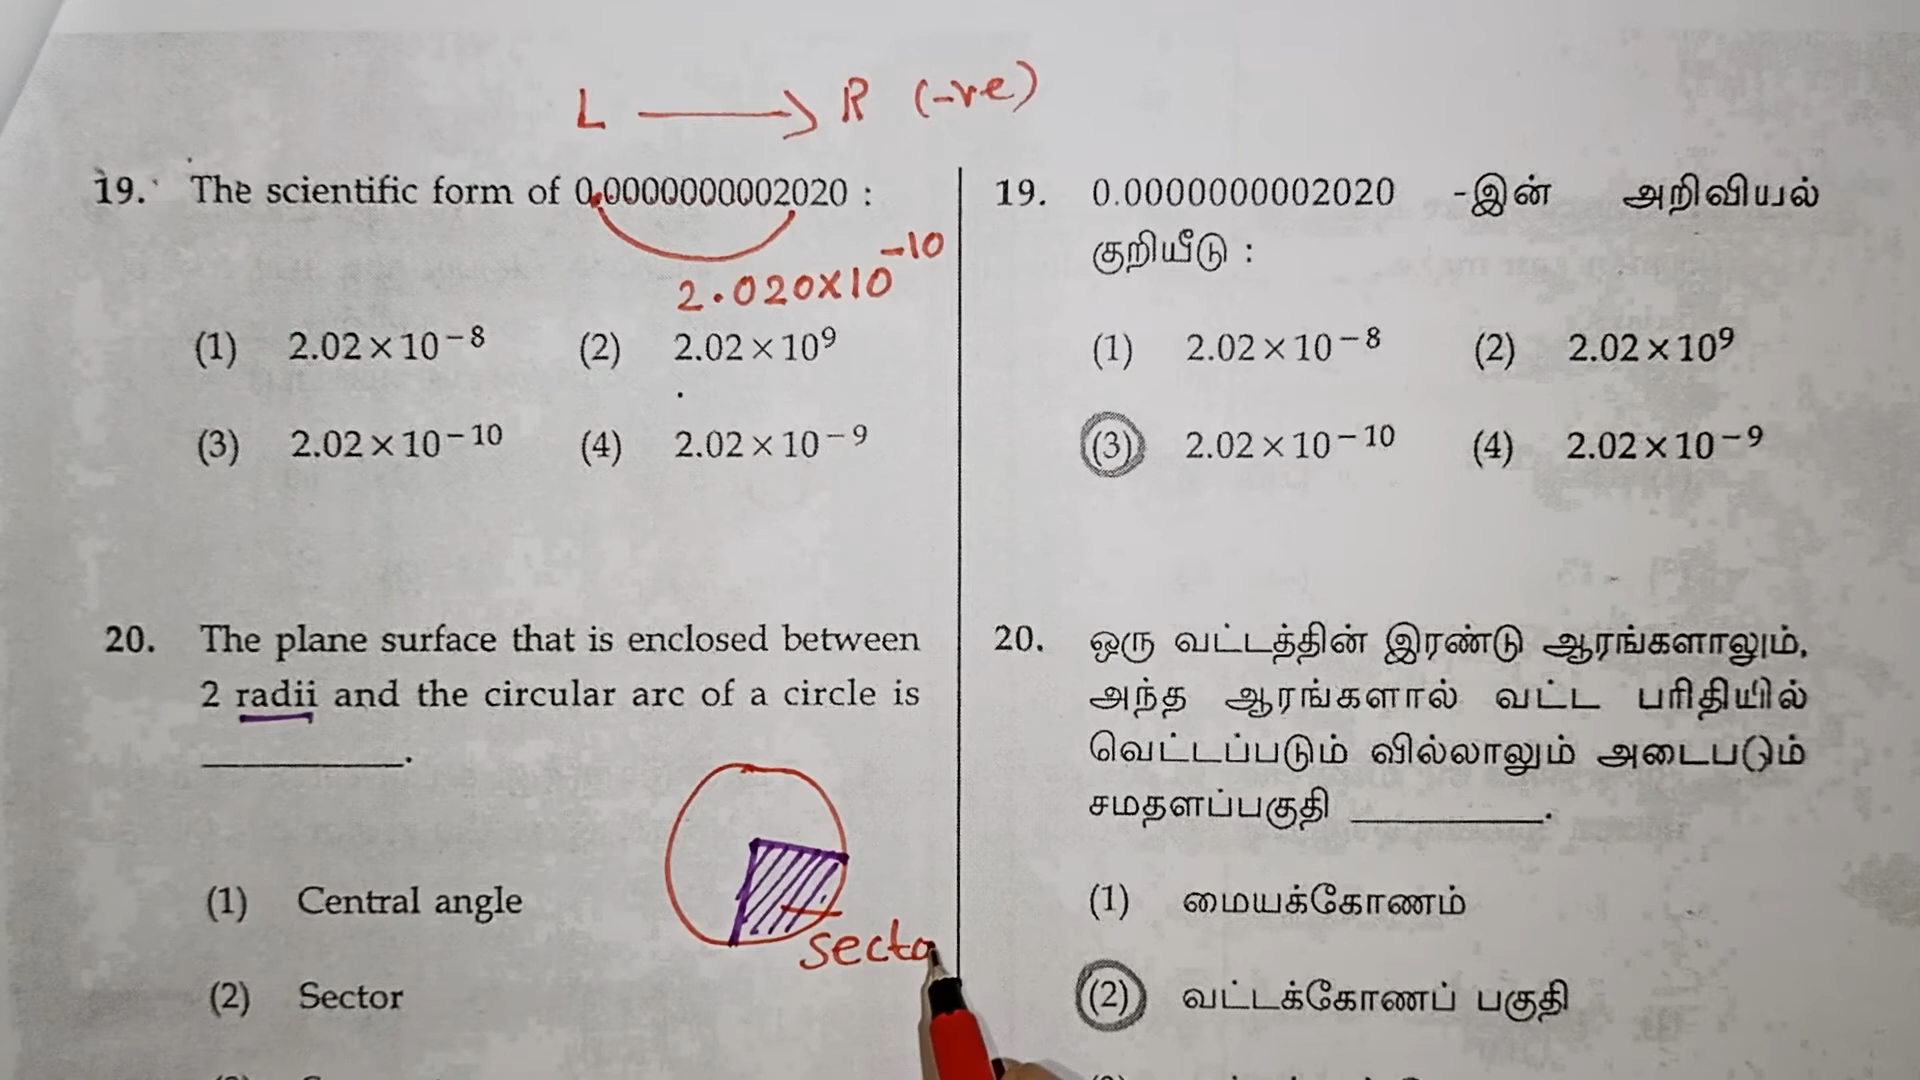 L → R (-ve)
19. The scientific form of 0.0000000002020 :
2.020×10⁻¹⁰
(1) 2.02×10⁻⁸ (2) 2.02×10⁹
(3) 2.02×10⁻¹⁰ (4) 2.02×10⁻⁹
20. The plane surface that is enclosed between
2 radii and the circular arc of a circle is
__________.
(1) Central angle
secto
(2) Sector
19. 0.0000000002020 -இன் அறிவியல்
குறியீடு :
(1) 2.02×10⁻⁸ (2) 2.02×10⁹
(3) 2.02×10⁻¹⁰ (4) 2.02×10⁻⁹
20. ஒரு வட்டத்தின் இரண்டு ஆரங்களாலும்,
அந்த ஆரங்களால் வட்ட பரிதியில்
வெட்டப்படும் வில்லாலும் அடைபடும்
சமதளப்பகுதி __________.
(1) மையக்கோணம்
(2) வட்டக்கோணப் பகுதி